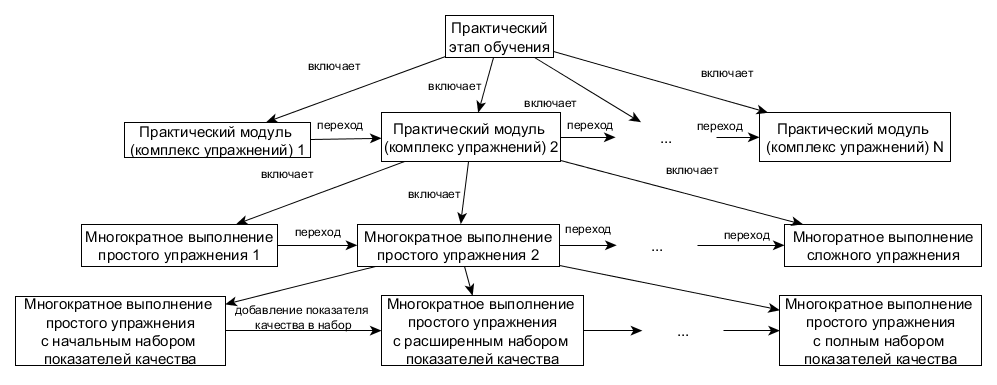 Практический
этап обучения
включает
включает
включает
включает
Практический модуль
(комплекс упражнений) 1
переход
Практический модуль
(комплекс упражнений) 2
переход
...
переход
Практический модуль
(комплекс упражнений) N
включает
включает
включает
Многократное выполнение
простого упражнения 1
переход
Многократное выполнение
простого упражнения 2
переход
...
переход
Многоратное выполнение
сложного упражнения
Многократное выполнение
простого упражнения
с начальным набором
показателей качества
добавление показателя
качества в набор
Многократное выполнение
простого упражнения
с расширенным набором
показателей качества
...
Многократное выполнение
простого упражнения
с полным набором
показателей качества